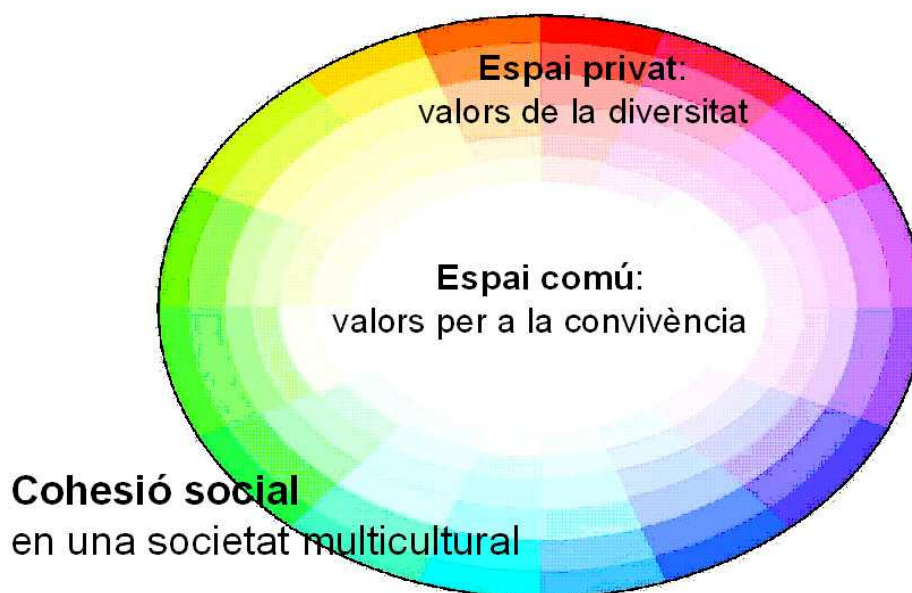 Espai privat:
valors de la diversitat
Espai comú:
valors per a la convivència
Cohesió social
en una societat multicultural